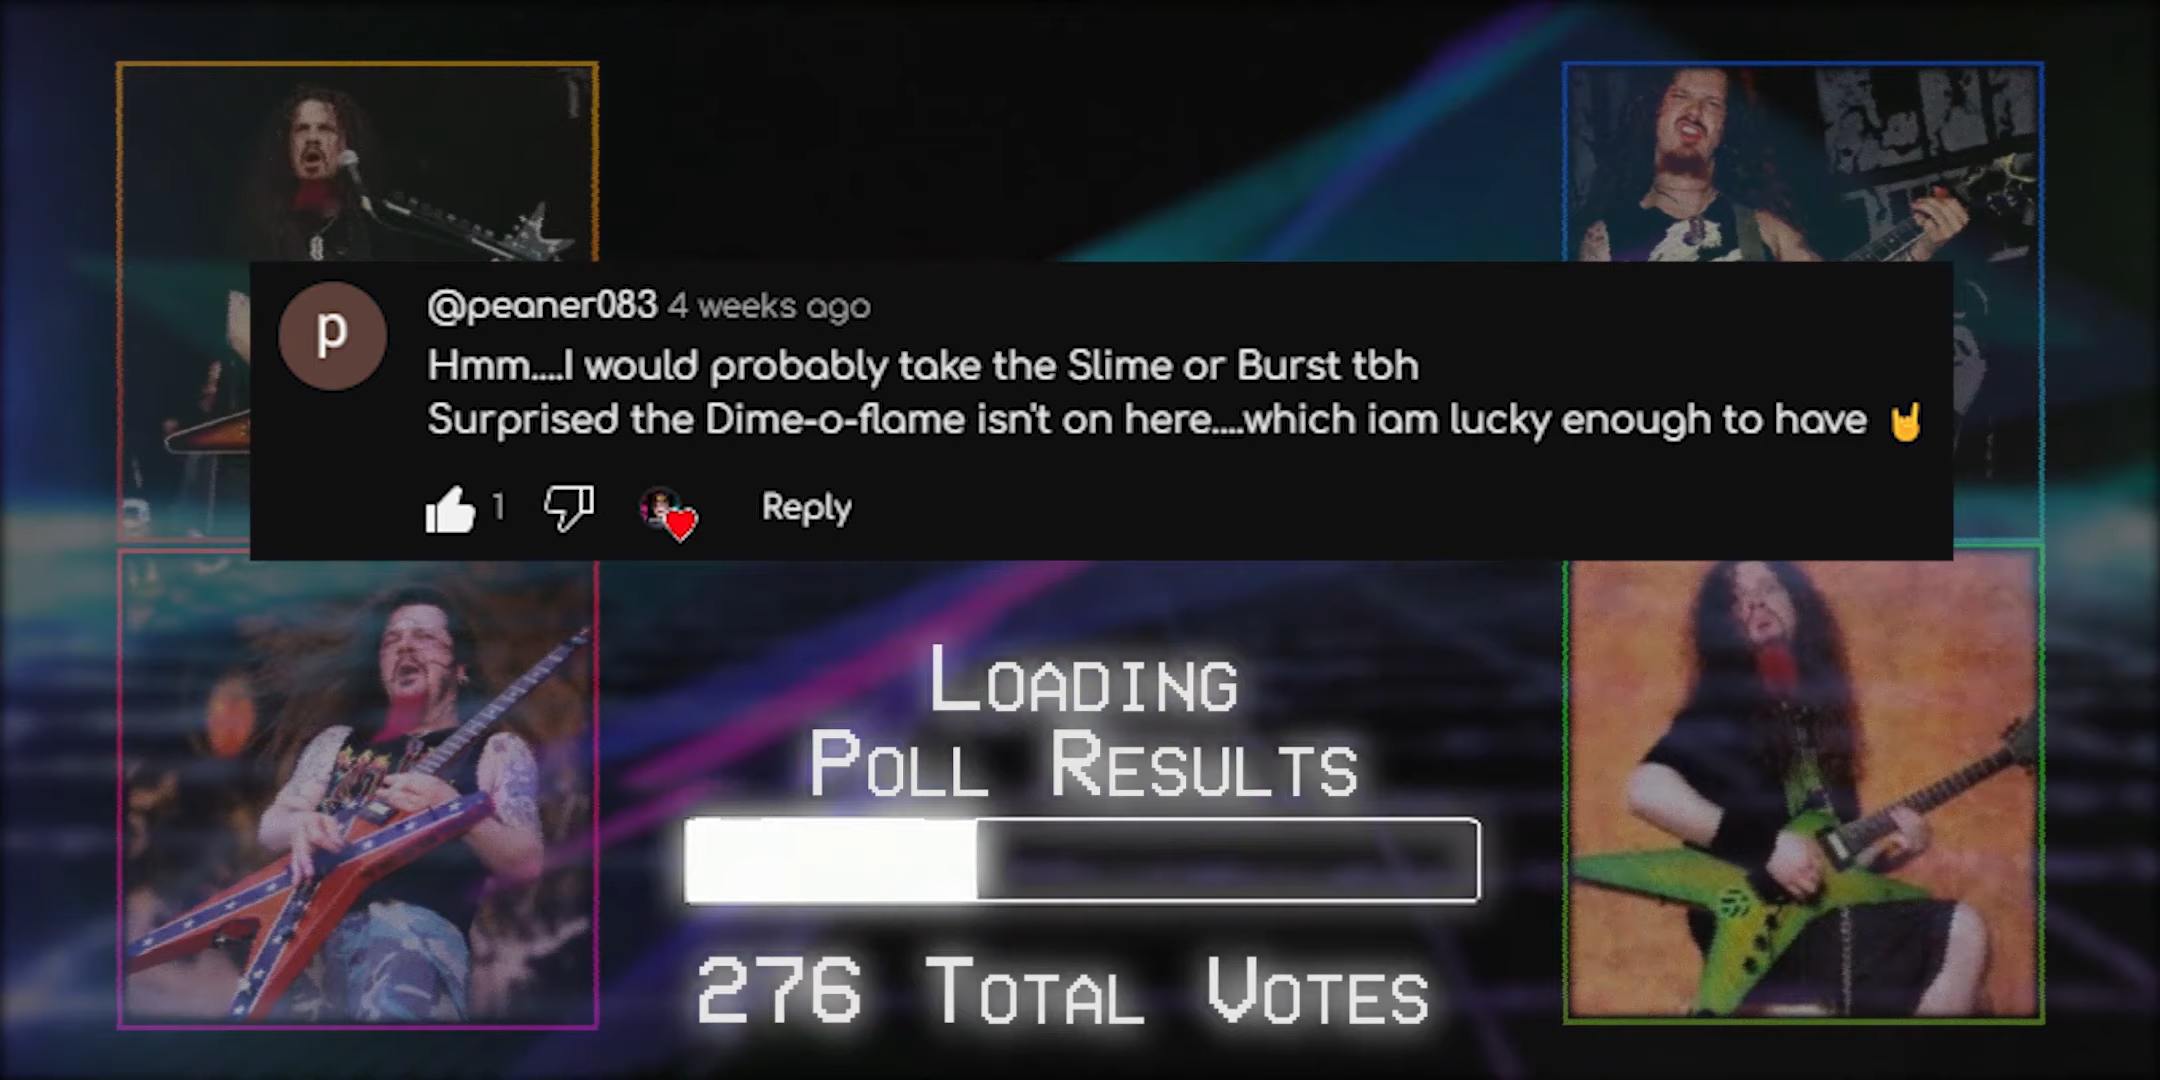 @peaner083 4 weeks ago
Hmm....I would probably take the Slime or Burst tbh
Surprised the Dime-o-flame isn't on here....which iam lucky enough to have 🤘
1 Reply
p
Loading
Poll Results
276 Total Votes